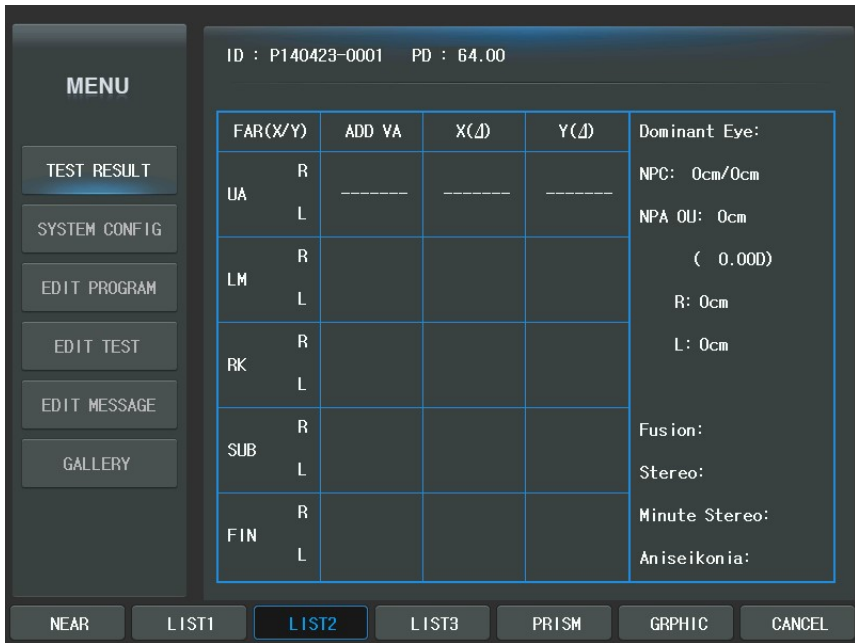 MENU
TEST RESULT
SYSTEM CONFIG
EDIT PROGRAM
EDIT TEST
EDIT MESSAGE
GALLERY
ID : P140423-0001 PD : 64.00
FAR(X/Y) ADD VA X(Δ) Y(Δ)
UA R ------- ------- -------
L
LM R
L
RK R
L
SUB R
L
FIN R
L
Dominant Eye:
NPC: 0cm/0cm
NPA OU: 0cm
( 0.00D)
R: 0cm
L: 0cm
Fusion:
Stereo:
Minute Stereo:
Aniseikonia:
NEAR LIST1 LIST2 LIST3 PRISM GRPHIC CANCEL